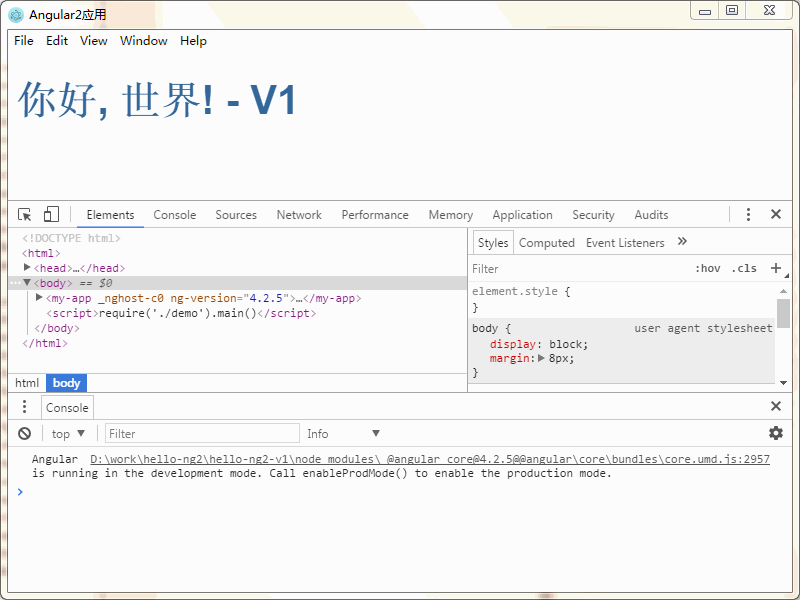 Angular2应用
File Edit View Window Help
你好, 世界! - V1
Elements Console Sources Network Performance Memory Application Security Audits
<!DOCTYPE html>
<html>
<head>…</head>
<body> == $0
<my-app _nghost-c0 ng-version="4.2.5">…</my-app>
<script>require('./demo').main()</script>
</body>
</html>
html body
Styles Computed Event Listeners »
Filter :hov .cls +
element.style {
}
body { user agent stylesheet
display: block;
margin: 8px;
}
Console
top Filter Info
Angular D:\work\hello-ng2\hello-ng2-v1\node_modules\_@angular_core@4.2.5@@angular\core\bundles\core.umd.js:2957
is running in the development mode. Call enableProdMode() to enable the production mode.